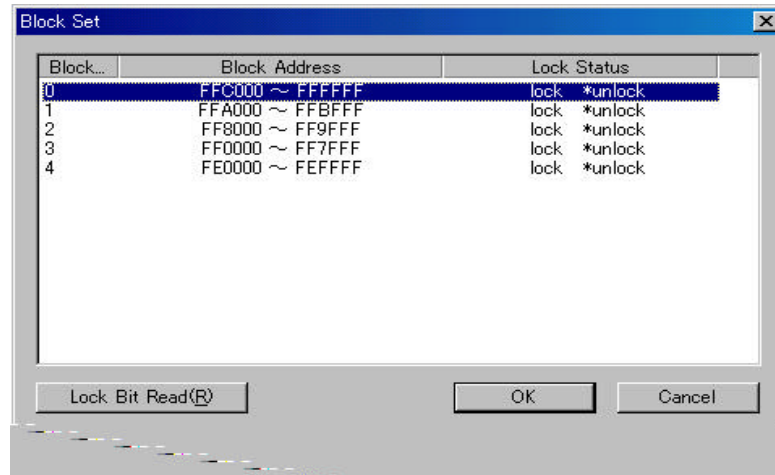 Block Set
Block... Block Address Lock Status
0 FFC000 ～ FFFFFF lock *unlock
1 FFA000 ～ FFBFFF lock *unlock
2 FF8000 ～ FF9FFF lock *unlock
3 FF0000 ～ FF7FFF lock *unlock
4 FE0000 ～ FEFFFF lock *unlock
Lock Bit Read(R) OK Cancel